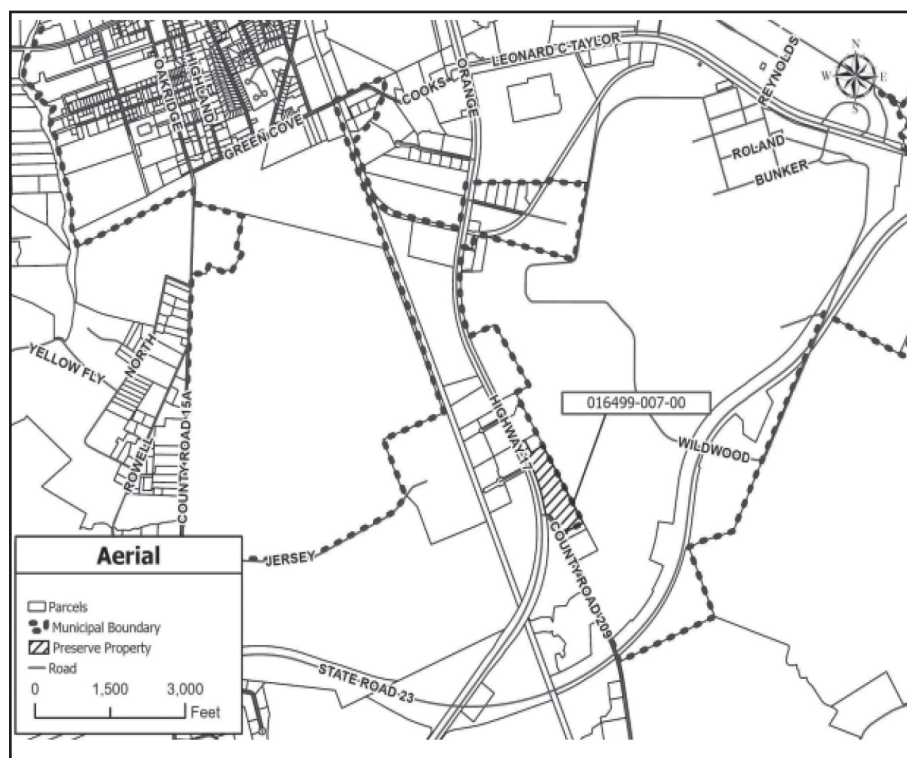 N
W E
S
LEONARD C TAYLOR
COOKS
ORANGE
REYNOLDS
HIGHLAND
OAKRIDGE
GREEN COVE
ROLAND
BUNKER
NORTH
YELLOW FLY
COUNTY ROAD 15A
ROWELL
HIGHWAY 17
016499-007-00
WILDWOOD
COUNTY ROAD 209
JERSEY
STATE ROAD 23
Aerial
Parcels
Municipal Boundary
Preserve Property
Road
0 1,500 3,000
Feet